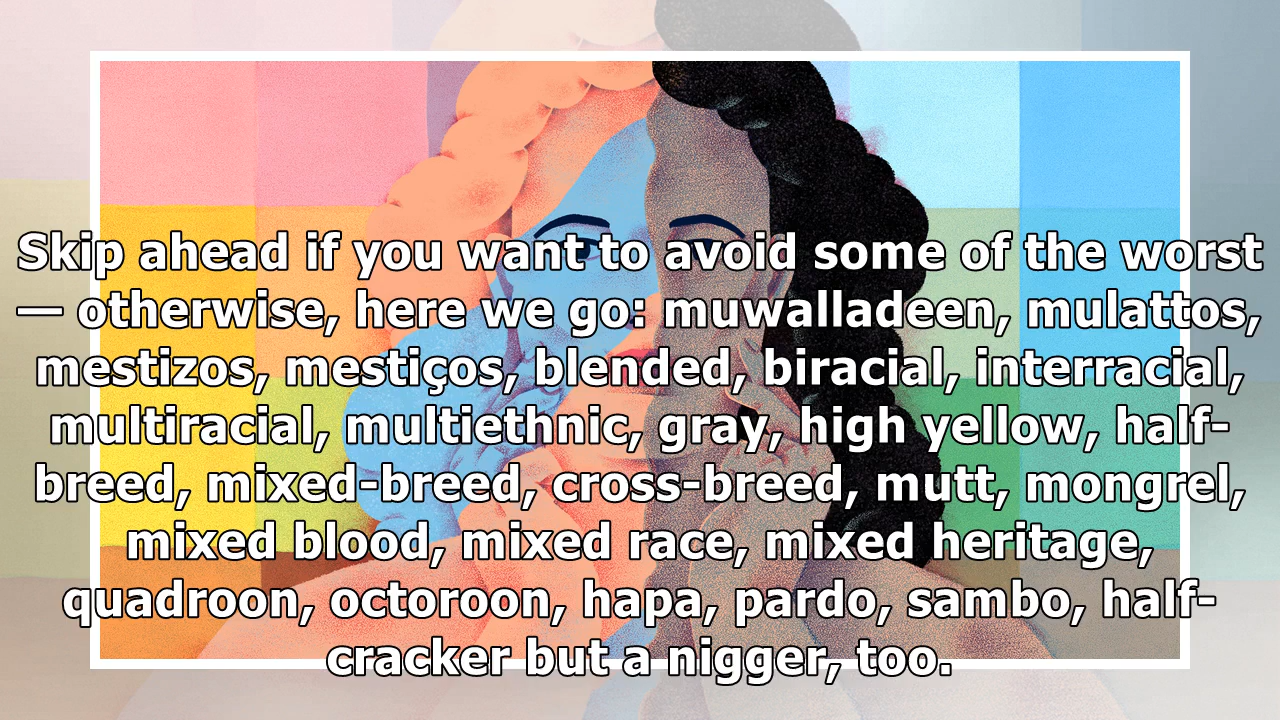 Skip ahead if you want to avoid some of the worst
— otherwise, here we go: muwalladeen, mulattos,
mestizos, mestiços, blended, biracial, interracial,
multiracial, multiethnic, gray, high yellow, half-
breed, mixed-breed, cross-breed, mutt, mongrel,
mixed blood, mixed race, mixed heritage,
quadroon, octoroon, hapa, pardo, sambo, half-
cracker but a nigger, too.